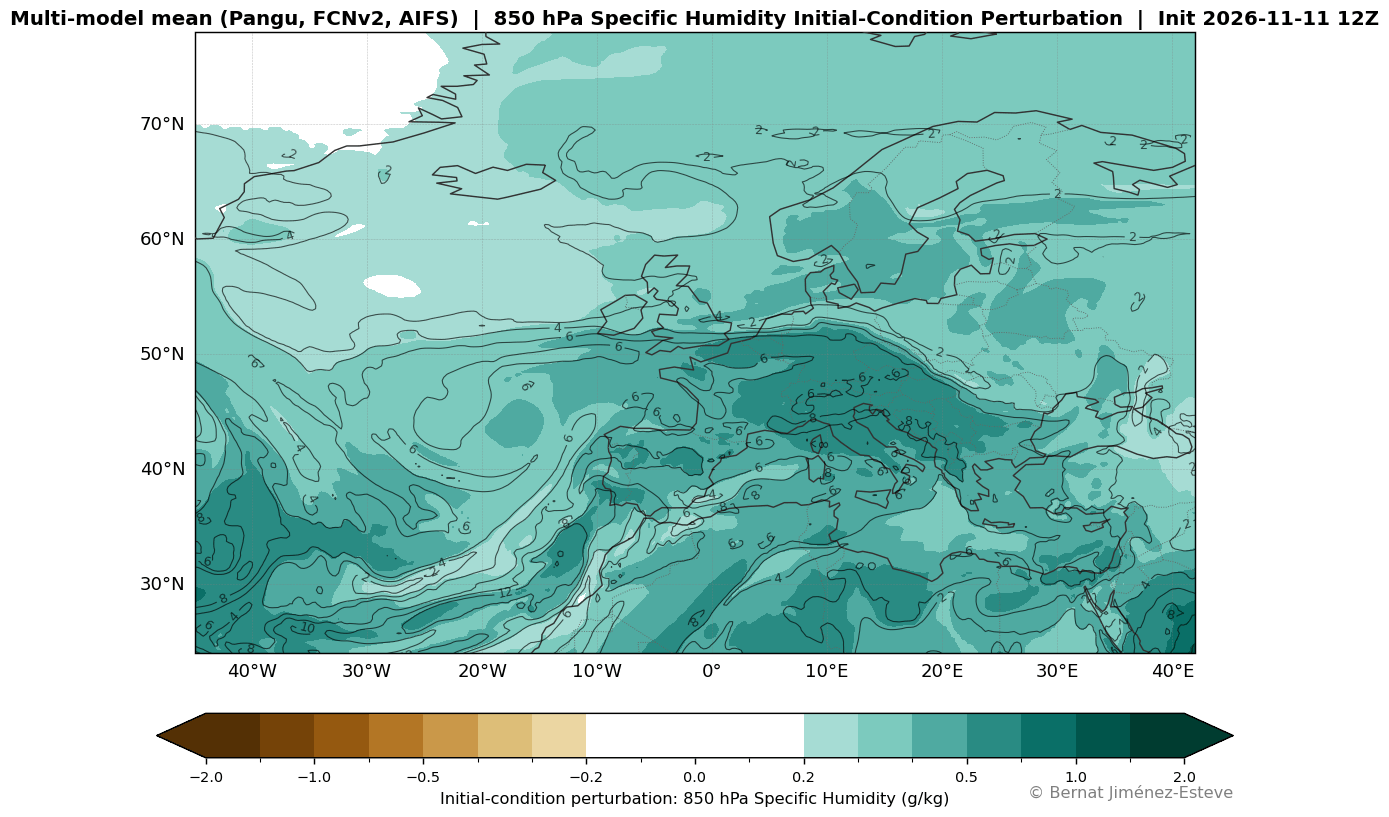 Multi-model mean (Pangu, FCNv2, AIFS) | 850 hPa Specific Humidity Initial-Condition Perturbation | Init 2026-11-11 12Z
70°N
60°N
50°N
40°N
30°N
40°W 30°W 20°W 10°W 0° 10°E 20°E 30°E 40°E
−2.0 −1.0 −0.5 −0.2 0.0 0.2 0.5 1.0 2.0
Initial-condition perturbation: 850 hPa Specific Humidity (g/kg)
© Bernat Jiménez-Esteve